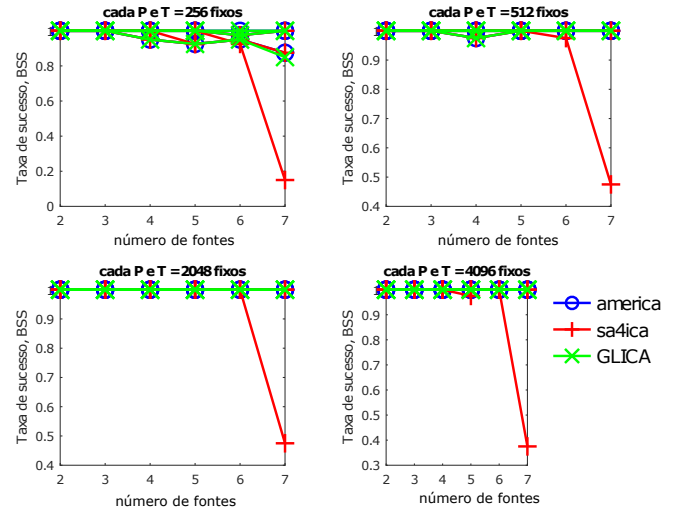 cada P e T = 256 fixos
Taxa de sucesso, BSS
1
0.8
0.6
0.4
0.2
0
2 3 4 5 6 7
número de fontes
cada P e T = 512 fixos
Taxa de sucesso, BSS
1
0.9
0.8
0.7
0.6
0.5
0.4
2 3 4 5 6 7
número de fontes
cada P e T = 2048 fixos
Taxa de sucesso, BSS
1
0.9
0.8
0.7
0.6
0.5
0.4
2 3 4 5 6 7
número de fontes
cada P e T = 4096 fixos
Taxa de sucesso, BSS
1
0.9
0.8
0.7
0.6
0.5
0.4
0.3
2 3 4 5 6 7
número de fontes
america
sa4ica
GLICA